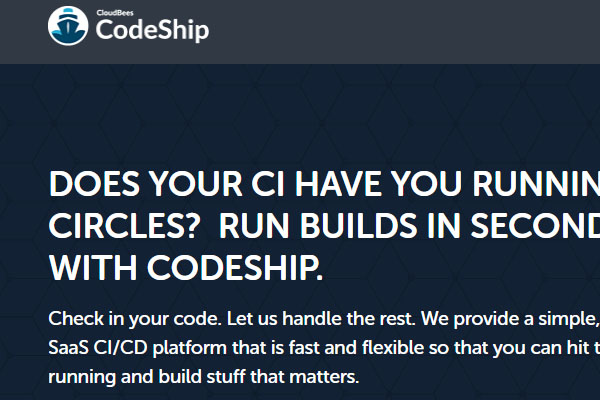 CloudBees
CodeShip
DOES YOUR CI HAVE YOU RUNNIN
CIRCLES? RUN BUILDS IN SECOND
WITH CODESHIP.
Check in your code. Let us handle the rest. We provide a simple,
SaaS CI/CD platform that is fast and flexible so that you can hit t
running and build stuff that matters.